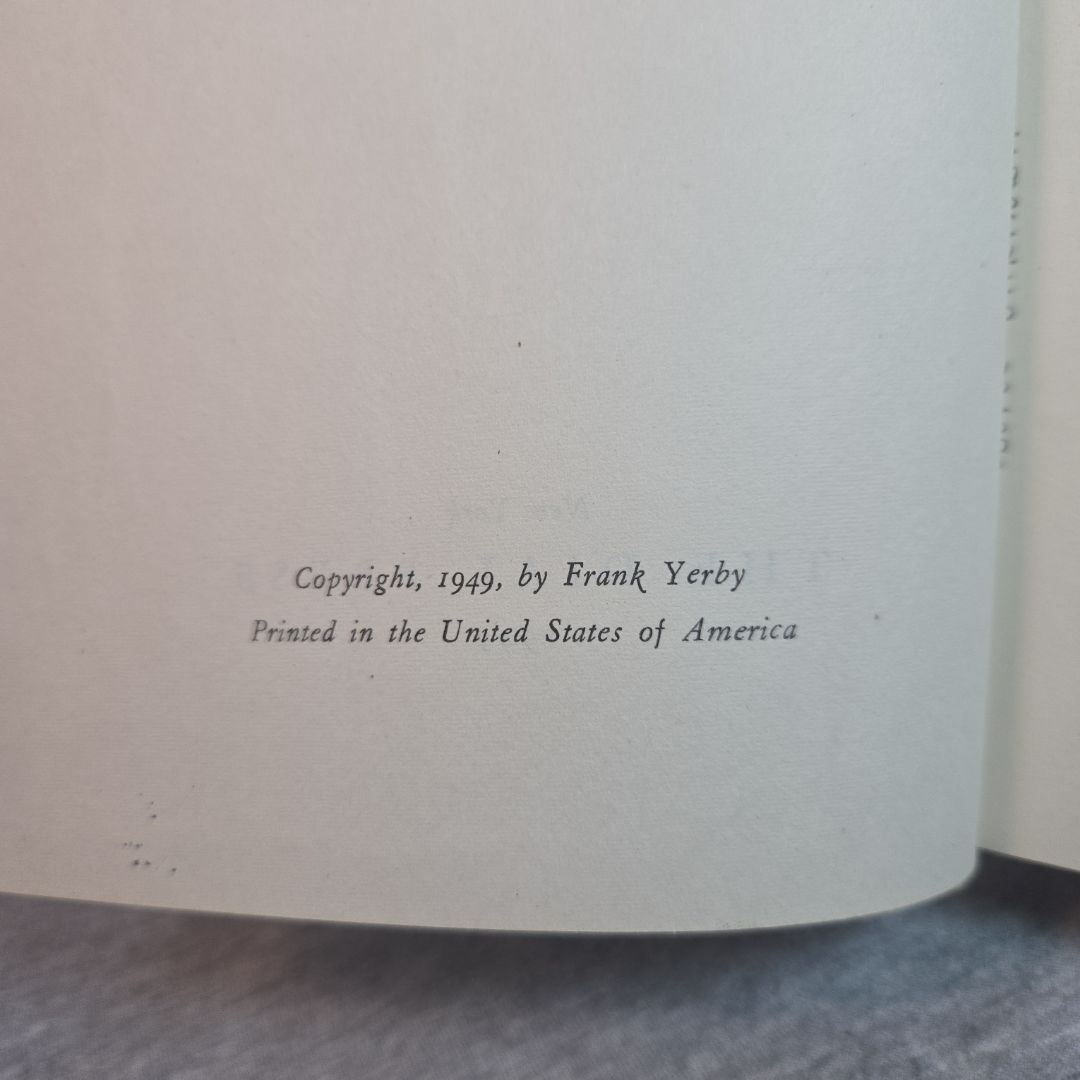 Copyright, 1949, by Frank Yerby
Printed in the United States of America